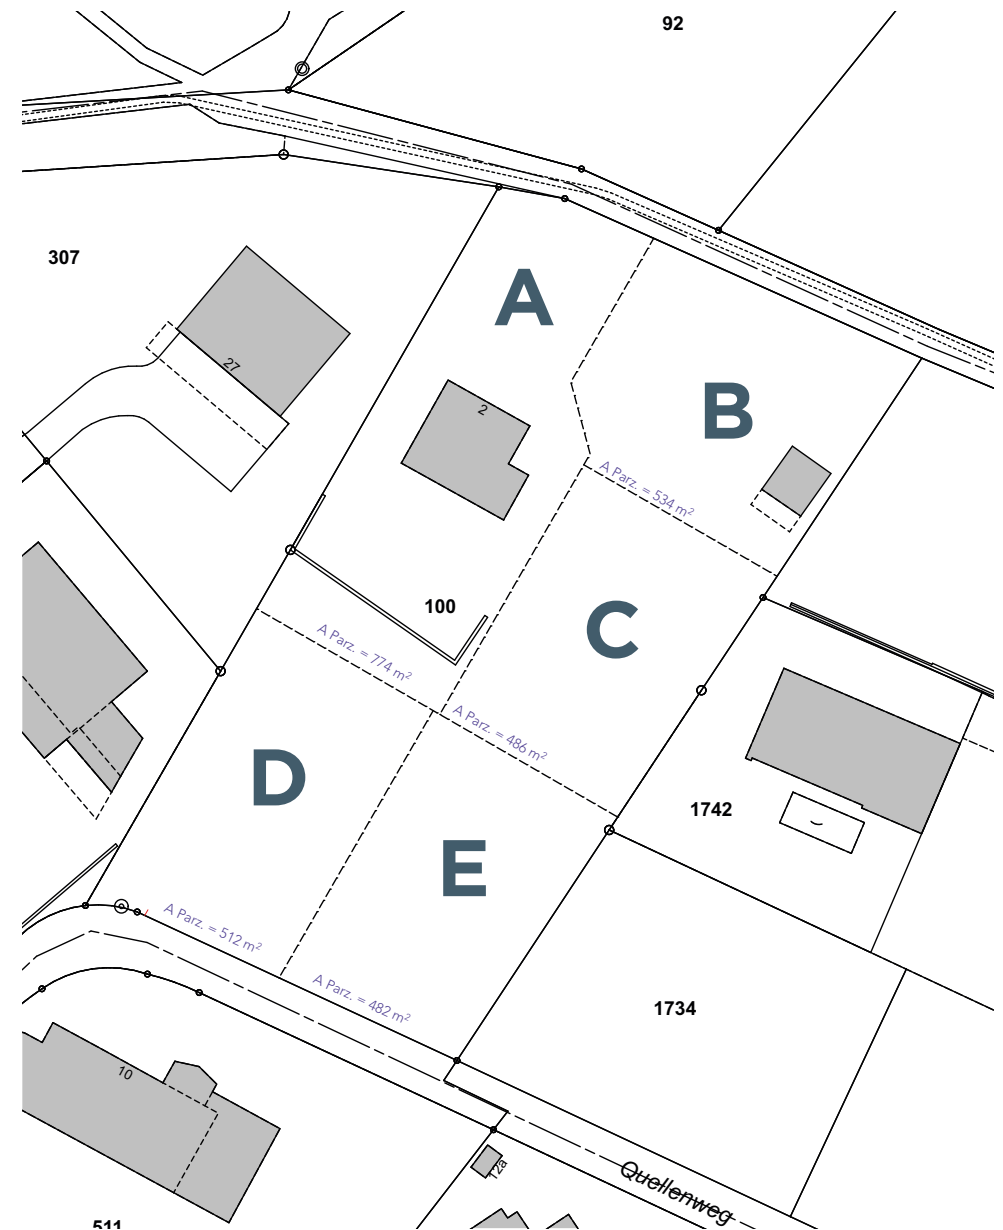 92
307
A
27
B
2
A Parz. = 534 m²
C
100
A Parz. = 774 m²
A Parz. = 486 m²
D
1742
E
A Parz. = 512 m²
A Parz. = 482 m²
1734
10
12a
Quellenweg
511